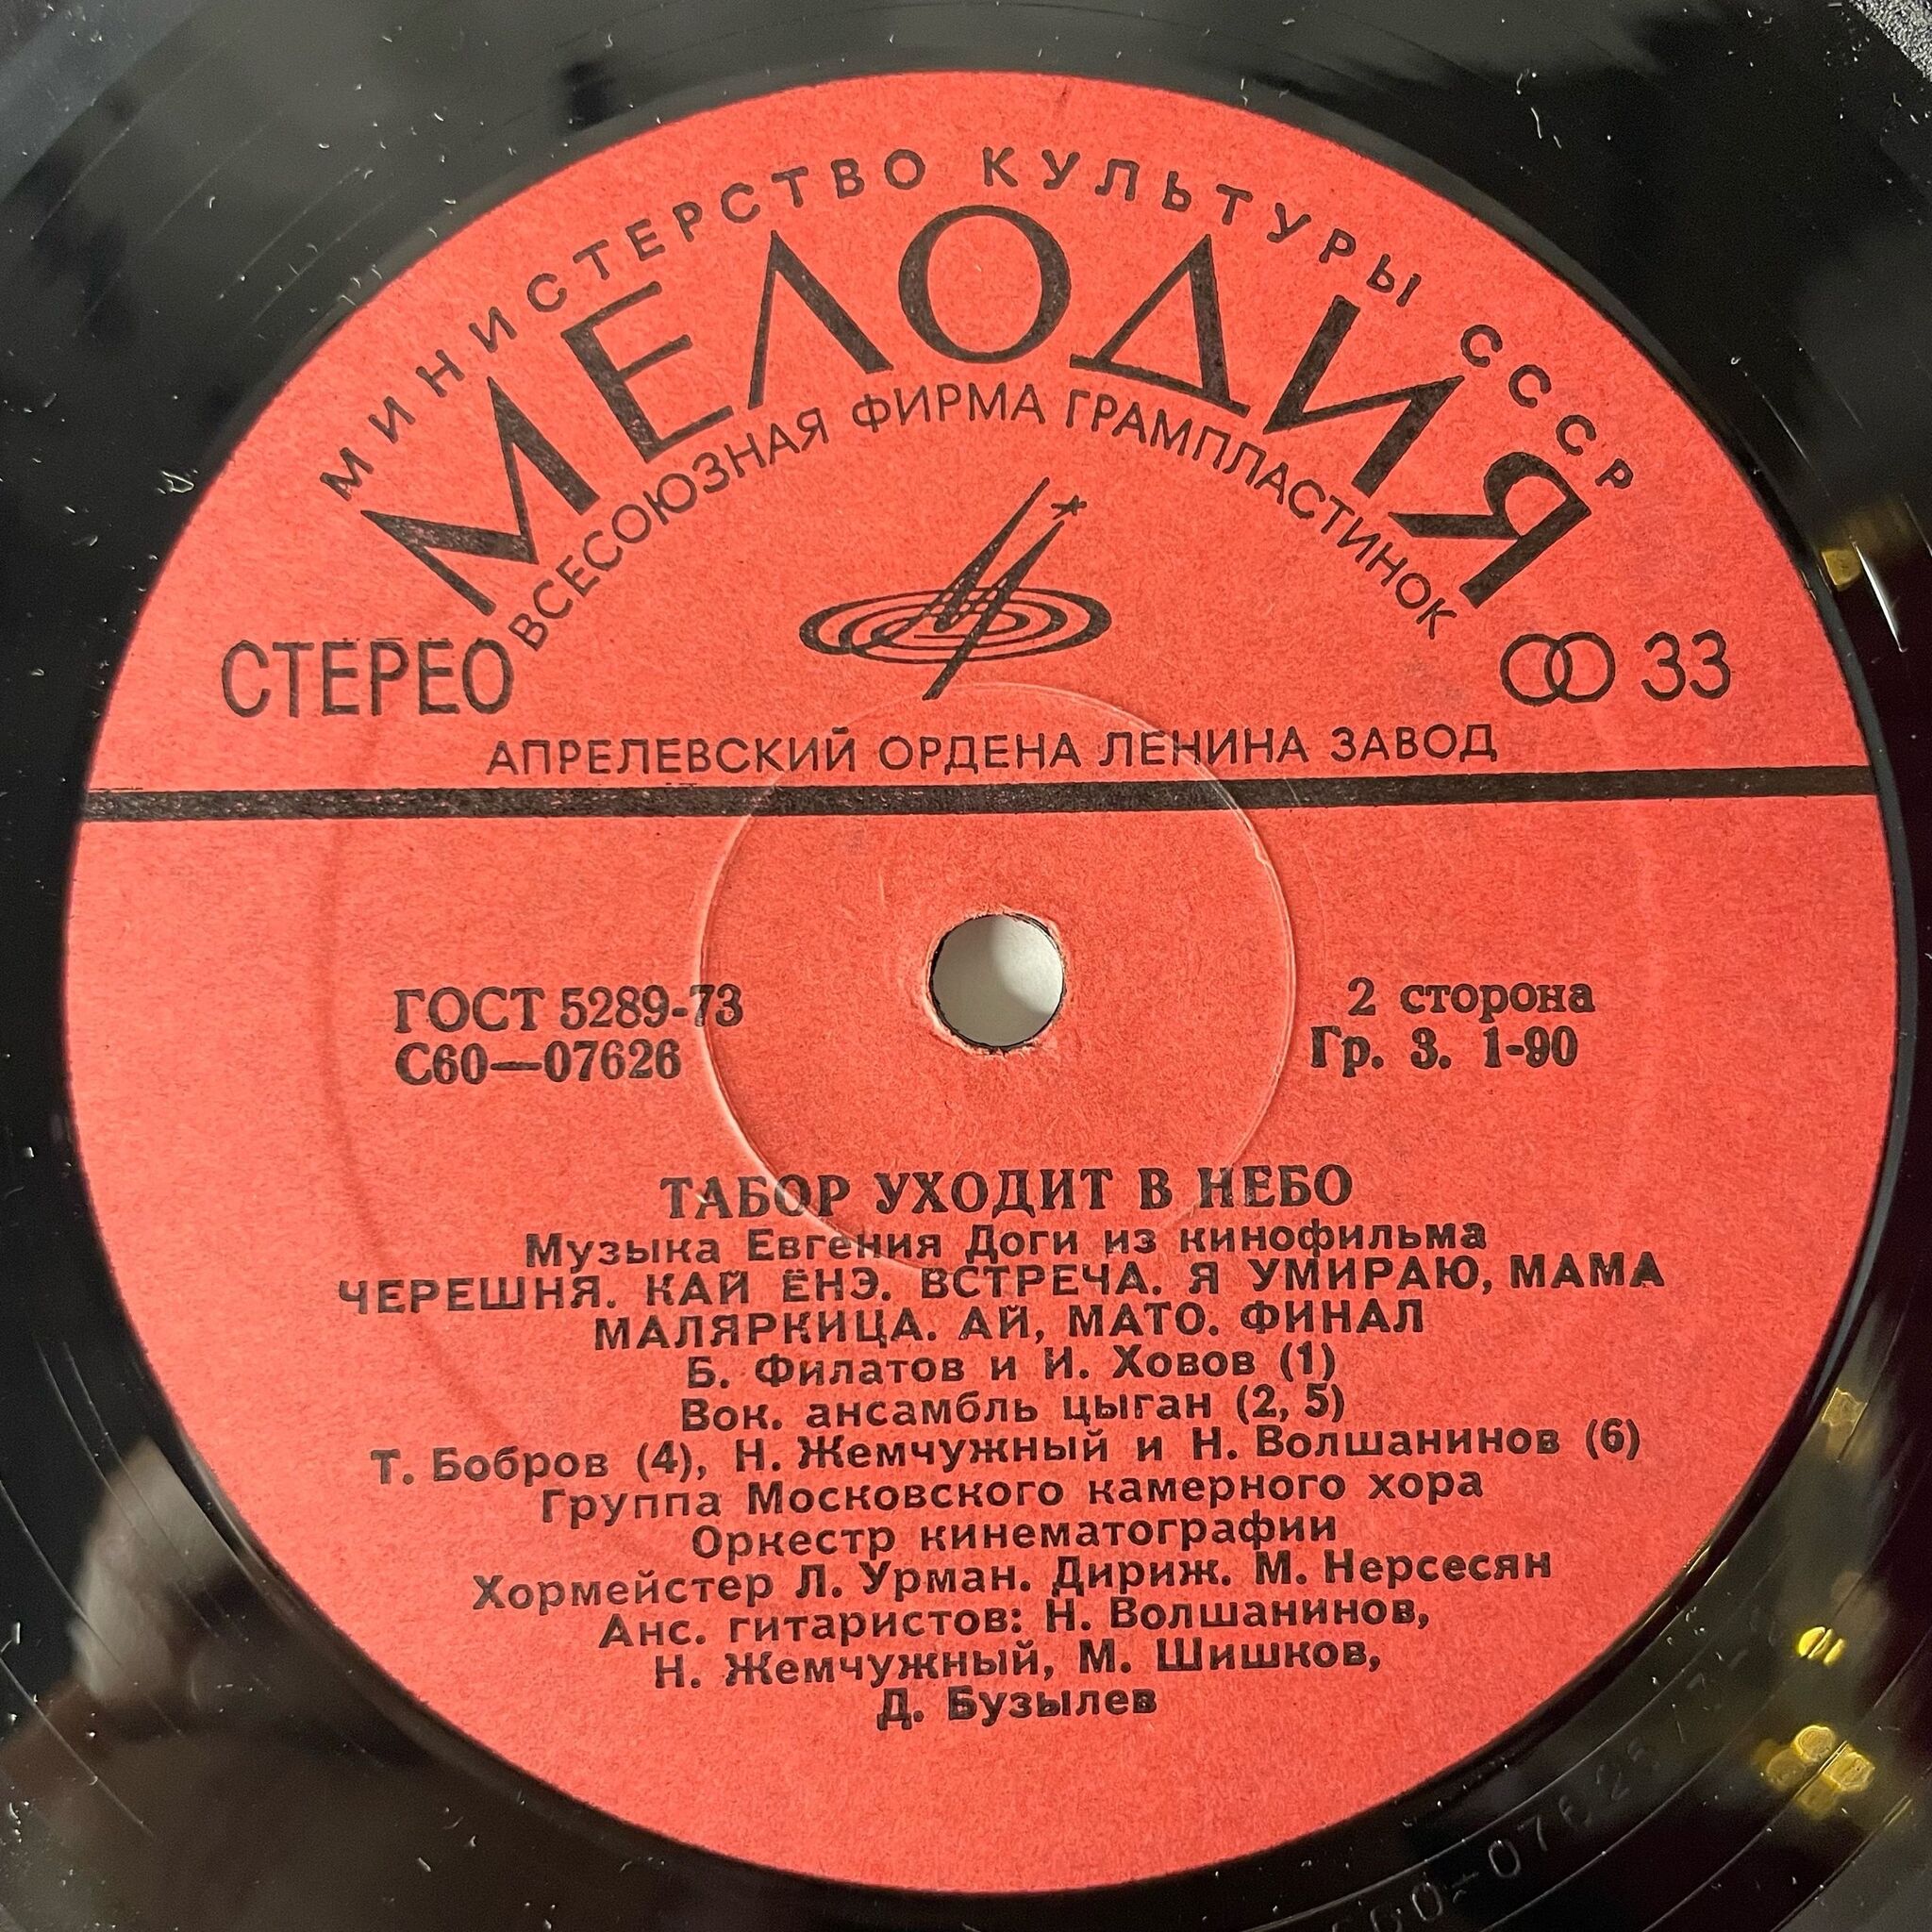 МИНИСТЕРСТВО КУЛЬТУРЫ СССР
МЕЛОДИЯ
ВСЕСОЮЗНАЯ ФИРМА ГРАМПЛАСТИНОК
СТЕРЕО
33
АПРЕЛЕВСКИЙ ОРДЕНА ЛЕНИНА ЗАВОД
ГОСТ 5289-73
С60—07626
2 сторона
Гр. 3. 1-90
ТАБОР УХОДИТ В НЕБО
Музыка Евгения Доги из кинофильма
ЧЕРЕШНЯ. КАЙ ЁНЭ. ВСТРЕЧА. Я УМИРАЮ, МАМА
МАЛЯРКИЦА. АЙ, МАТО. ФИНАЛ
Б. Филатов и И. Ховов (1)
Вок. ансамбль цыган (2, 5)
Т. Бобров (4), Н. Жемчужный и Н. Волшанинов (6)
Группа Московского камерного хора
Оркестр кинематографии
Хормейстер Л. Урман. Дириж. М. Нерсесян
Анс. гитаристов: Н. Волшанинов,
Н. Жемчужный, М. Шишков,
Д. Бузылев